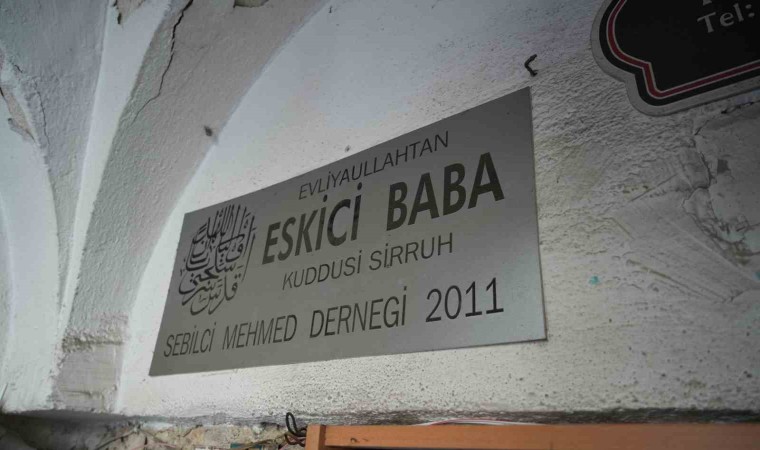 Tel:
EVLİYAULLAHTAN
ESKİCİ BABA
KUDDUSİ SİRRUH
SEBİLCİ MEHMED DERNEGİ 2011